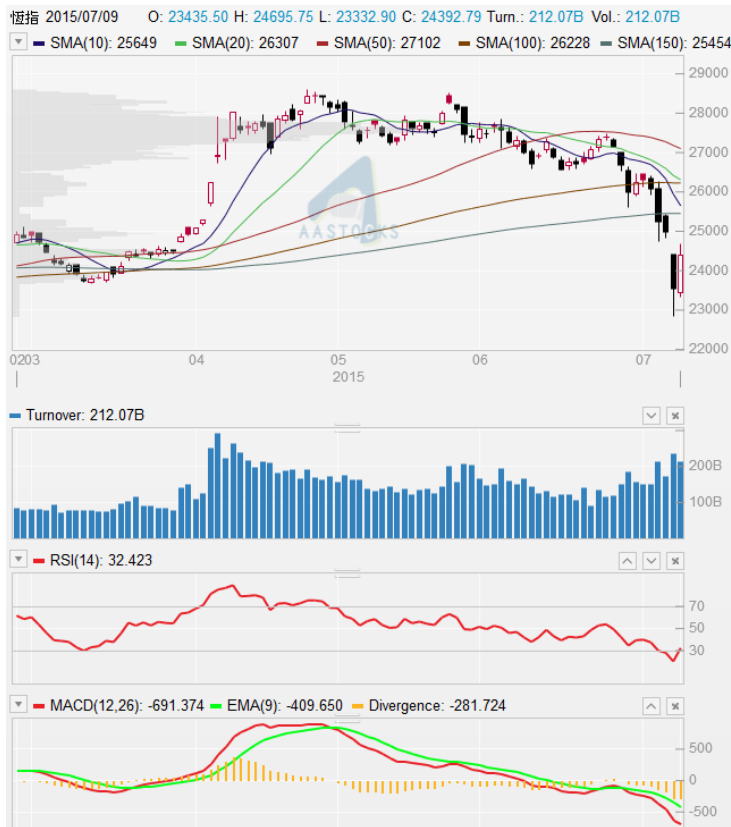 恆指 2015/07/09 O: 23435.50 H: 24695.75 L: 23332.90 C: 24392.79 Turn.: 212.07B Vol.: 212.07B
SMA(10): 25649 SMA(20): 26307 SMA(50): 27102 SMA(100): 26228 SMA(150): 25454
29000
28000
27000
26000
25000
24000
23000
22000
AASTOCKS
0203 04 05 06 07
2015
Turnover: 212.07B
200B
100B
RSI(14): 32.423
70
50
30
MACD(12,26): -691.374 EMA(9): -409.650 Divergence: -281.724
500
0
-500